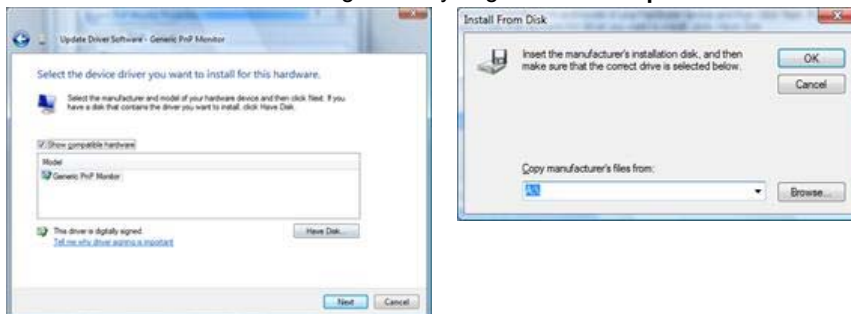 Update Driver Software - Generic PnP Monitor
Select the device driver you want to install for this hardware.
Select the manufacturer and model of your hardware device and then click Next. If you
have a disk that contains the driver you want to install, click Have Disk.
Show compatible hardware
Model
Generic PnP Monitor
This driver is digitally signed.
Tell me why driver signing is important
Have Disk...
Next
Cancel
Install From Disk
Insert the manufacturer's installation disk, and then
make sure that the correct drive is selected below.
OK
Cancel
Copy manufacturer's files from:
A:\
Browse...